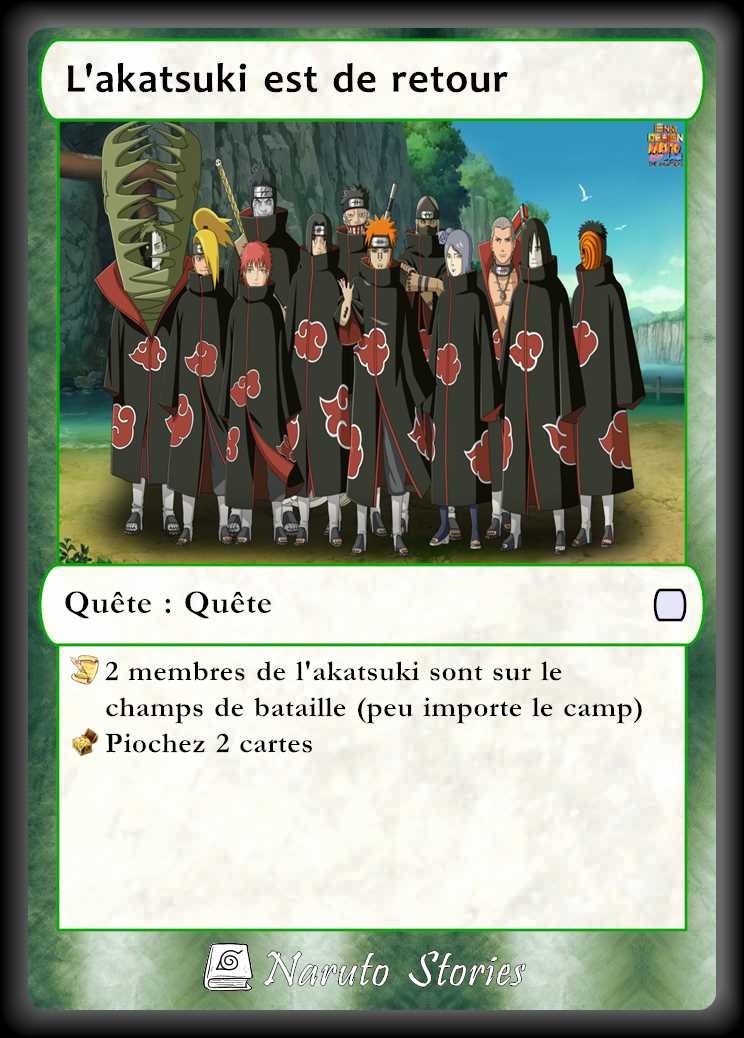 L'akatsuki est de retour
Quête : Quête
2 membres de l'akatsuki sont sur le
champs de bataille (peu importe le camp)
Piochez 2 cartes
Naruto Stories